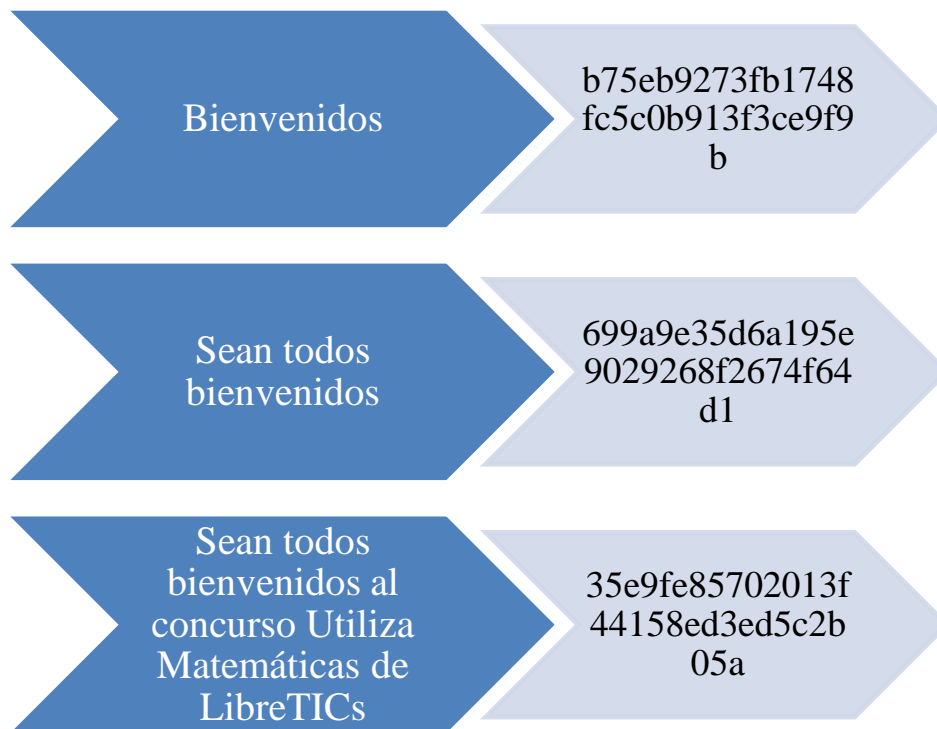 Bienvenidos
b75eb9273fb1748
fc5c0b913f3ce9f9
b
Sean todos
bienvenidos
699a9e35d6a195e
9029268f2674f64
d1
Sean todos
bienvenidos al
concurso Utiliza
Matemáticas de
LibreTICs
35e9fe85702013f
44158ed3ed5c2b
05a